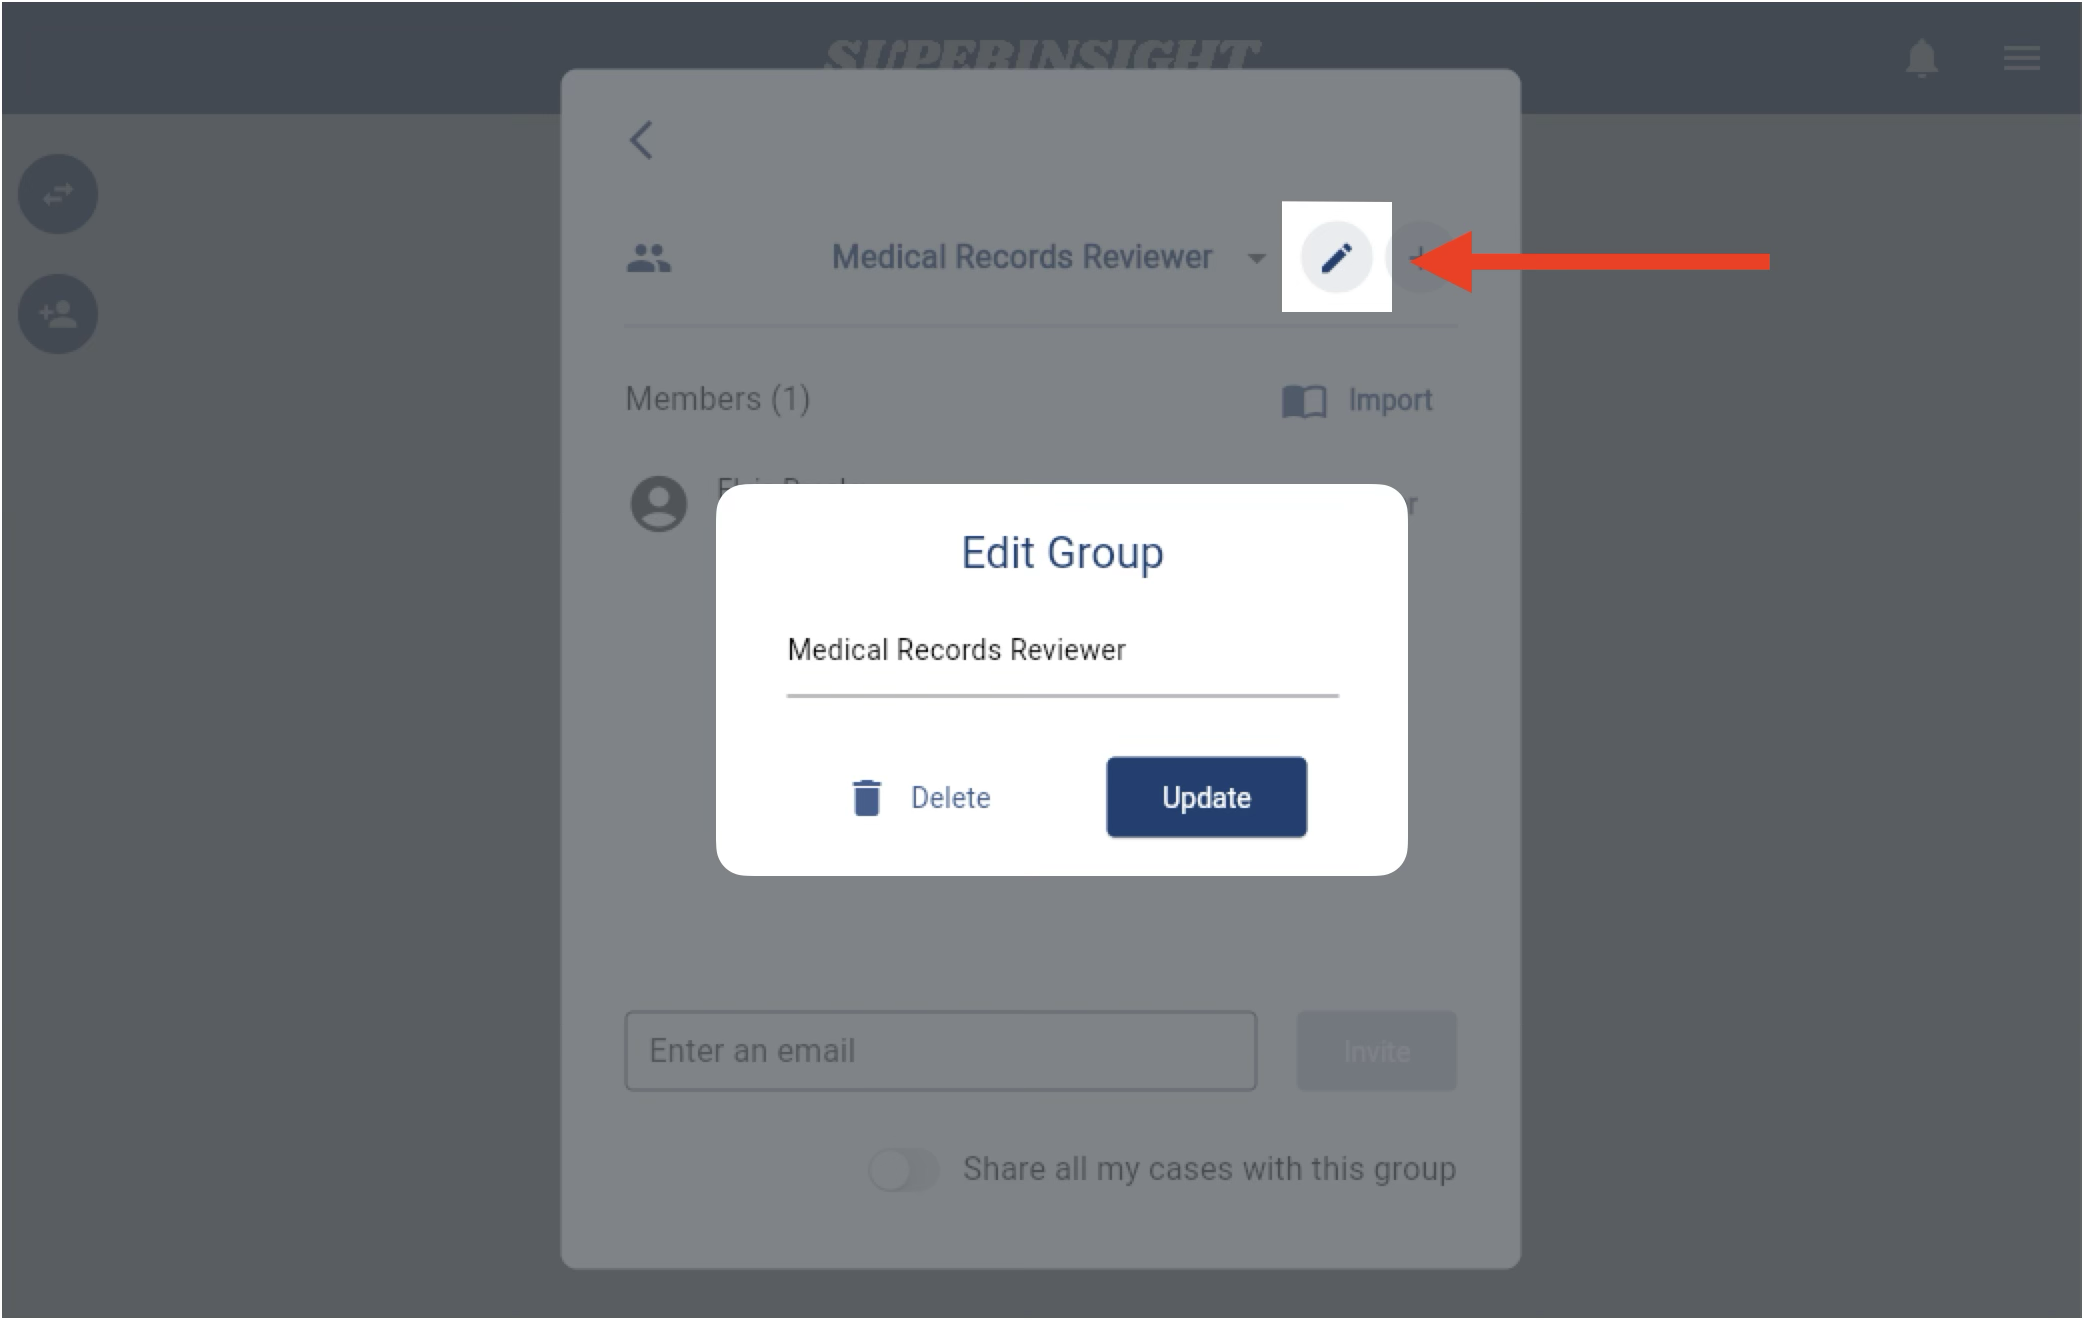 SUPERINSIGHT
Medical Records Reviewer
Members (1)
Import
Edit Group
Medical Records Reviewer
Delete
Update
Enter an email
Invite
Share all my cases with this group